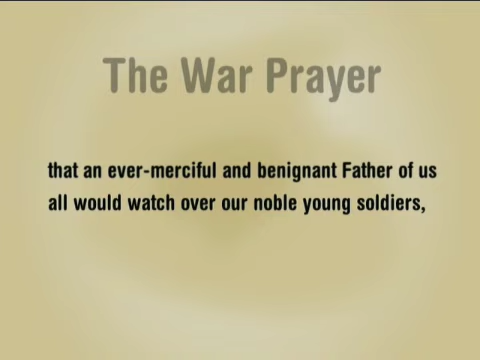 The War Prayer
that an ever-merciful and benignant Father of us
all would watch over our noble young soldiers,